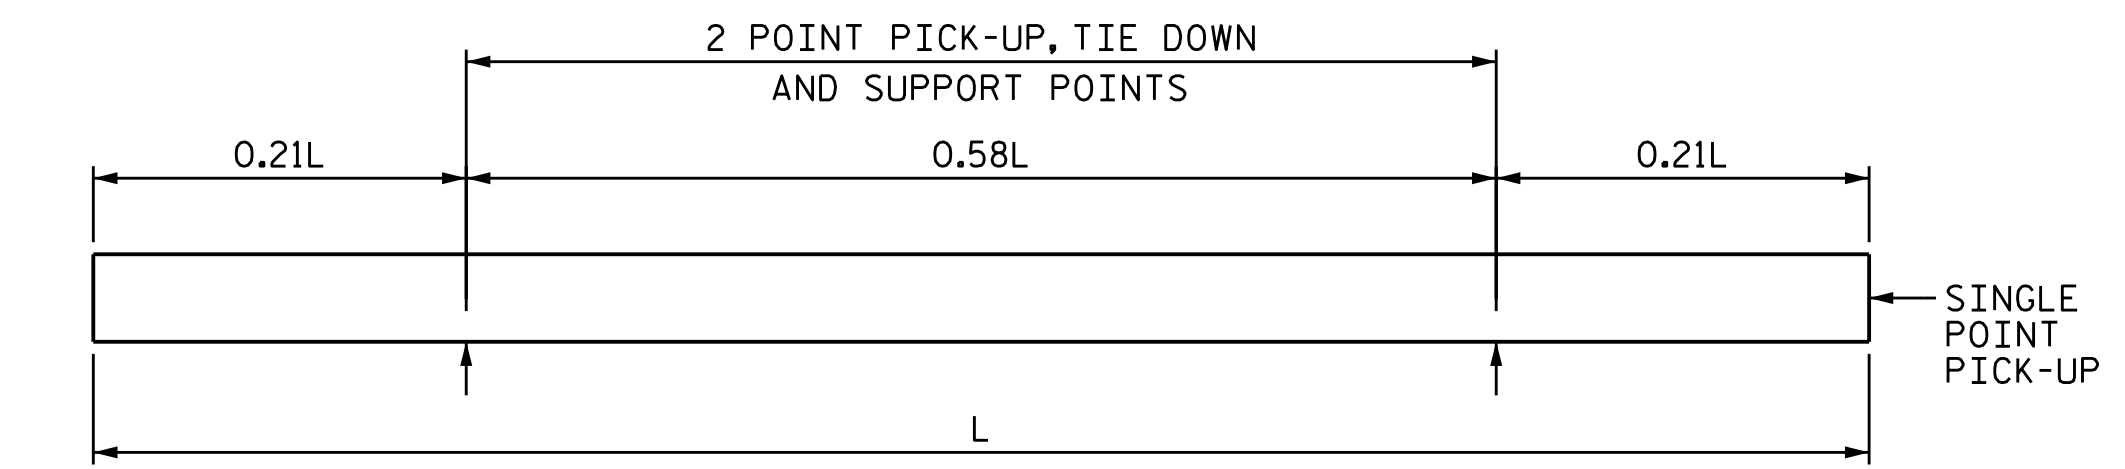 2 POINT PICK-UP, TIE DOWN
AND SUPPORT POINTS
0.21L
0.58L
0.21L
SINGLE
POINT
PICK-UP
L